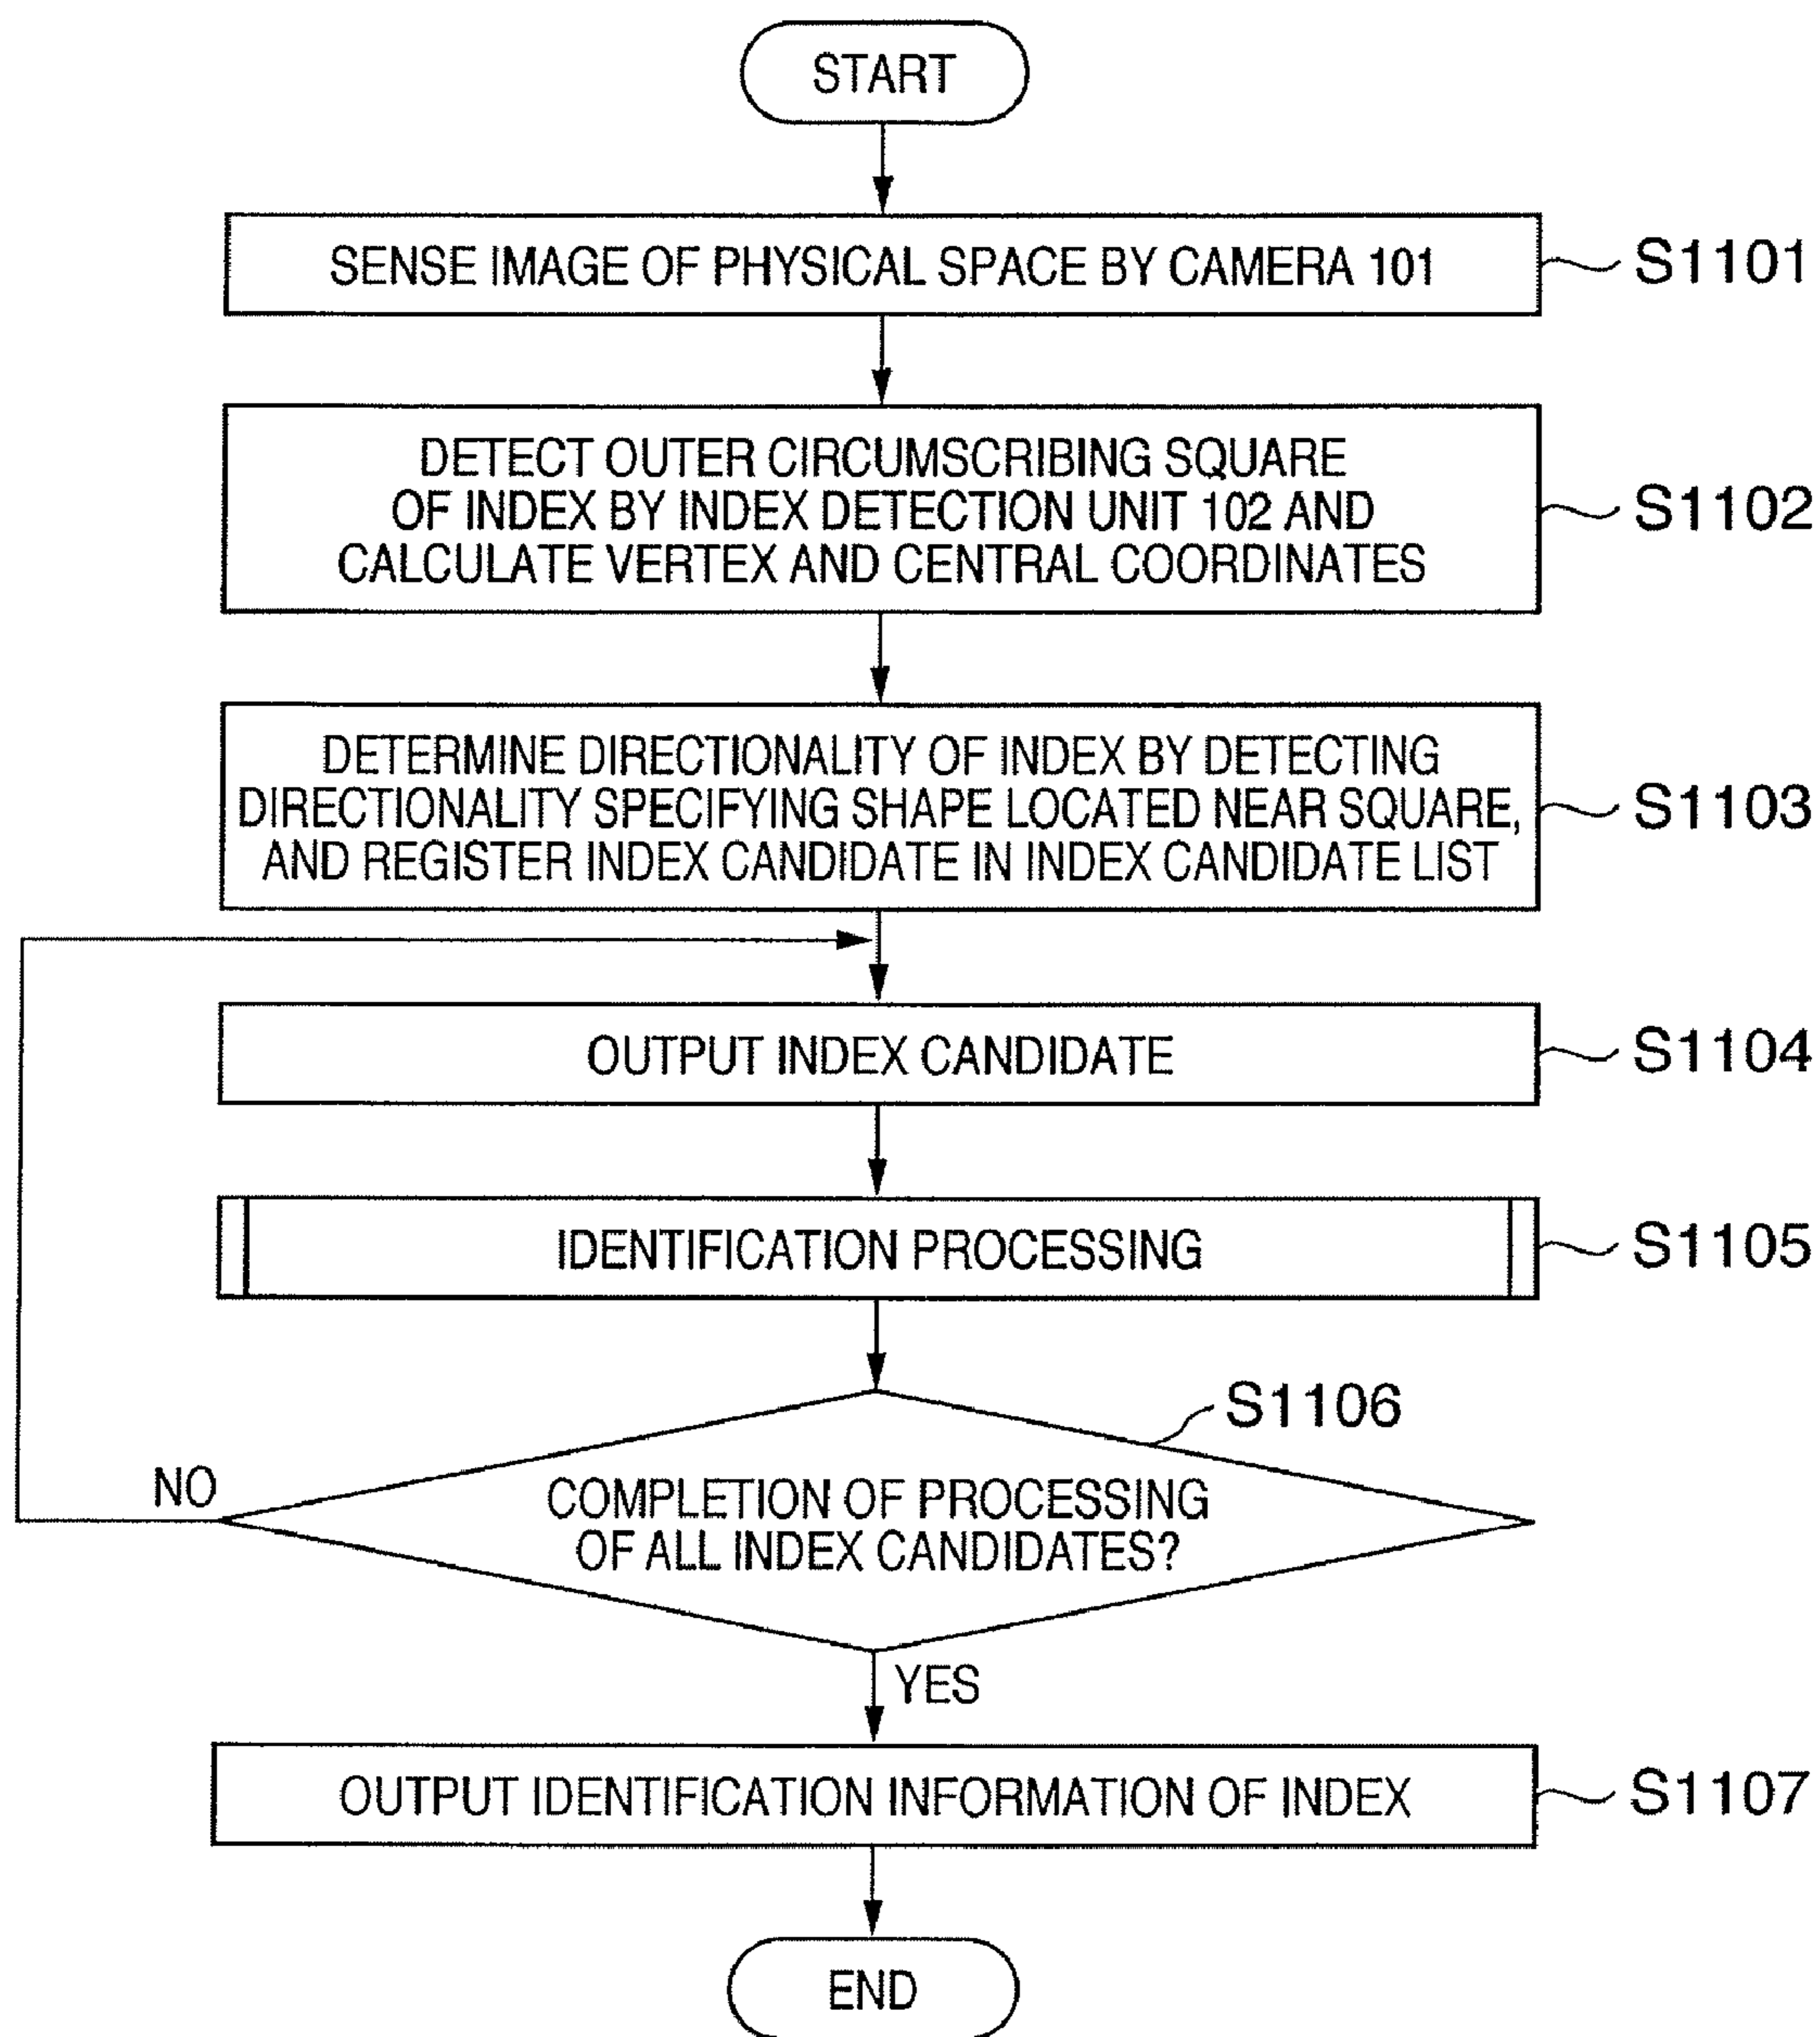 START
SENSE IMAGE OF PHYSICAL SPACE BY CAMERA 101
S1101
DETECT OUTER CIRCUMSCRIBING SQUARE
OF INDEX BY INDEX DETECTION UNIT 102 AND
CALCULATE VERTEX AND CENTRAL COORDINATES
S1102
DETERMINE DIRECTIONALITY OF INDEX BY DETECTING
DIRECTIONALITY SPECIFYING SHAPE LOCATED NEAR SQUARE,
AND REGISTER INDEX CANDIDATE IN INDEX CANDIDATE LIST
S1103
OUTPUT INDEX CANDIDATE
S1104
IDENTIFICATION PROCESSING
S1105
S1106
NO
COMPLETION OF PROCESSING
OF ALL INDEX CANDIDATES?
YES
OUTPUT IDENTIFICATION INFORMATION OF INDEX
S1107
END